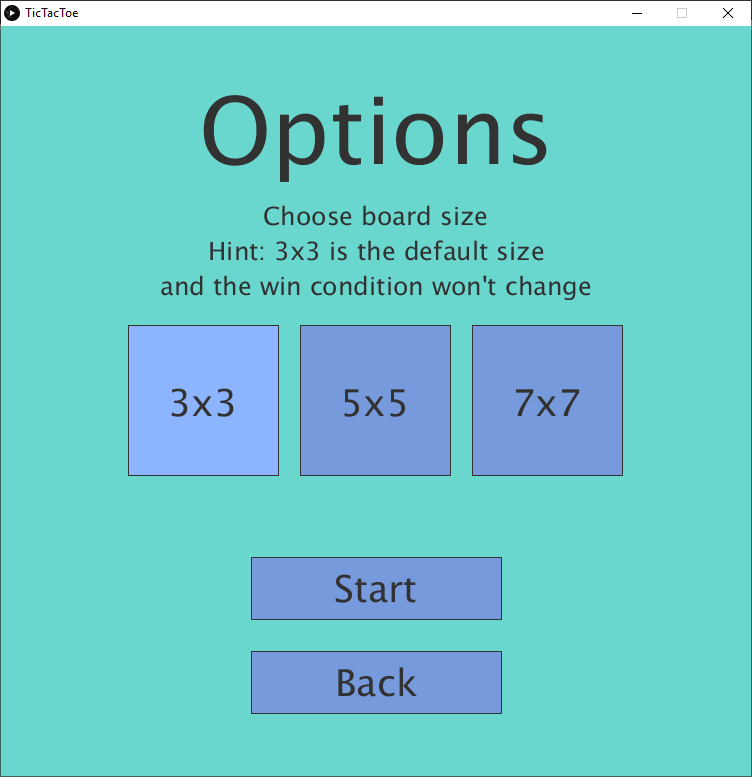 TicTacToe
Options
Choose board size
Hint: 3x3 is the default size
and the win condition won't change
3x3 5x5 7x7
Start
Back